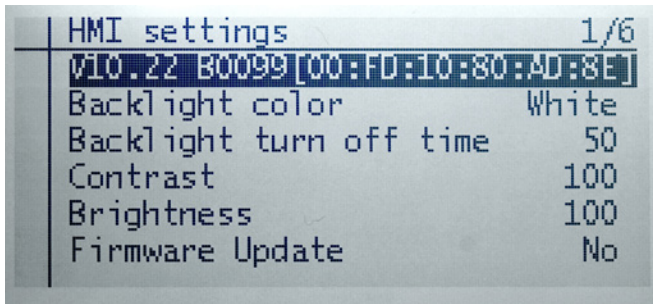 HMI settings 1/6
V10.22 B0099[00:FD:10:80:AD:8E]
Backlight color White
Backlight turn off time 50
Contrast 100
Brightness 100
Firmware Update No